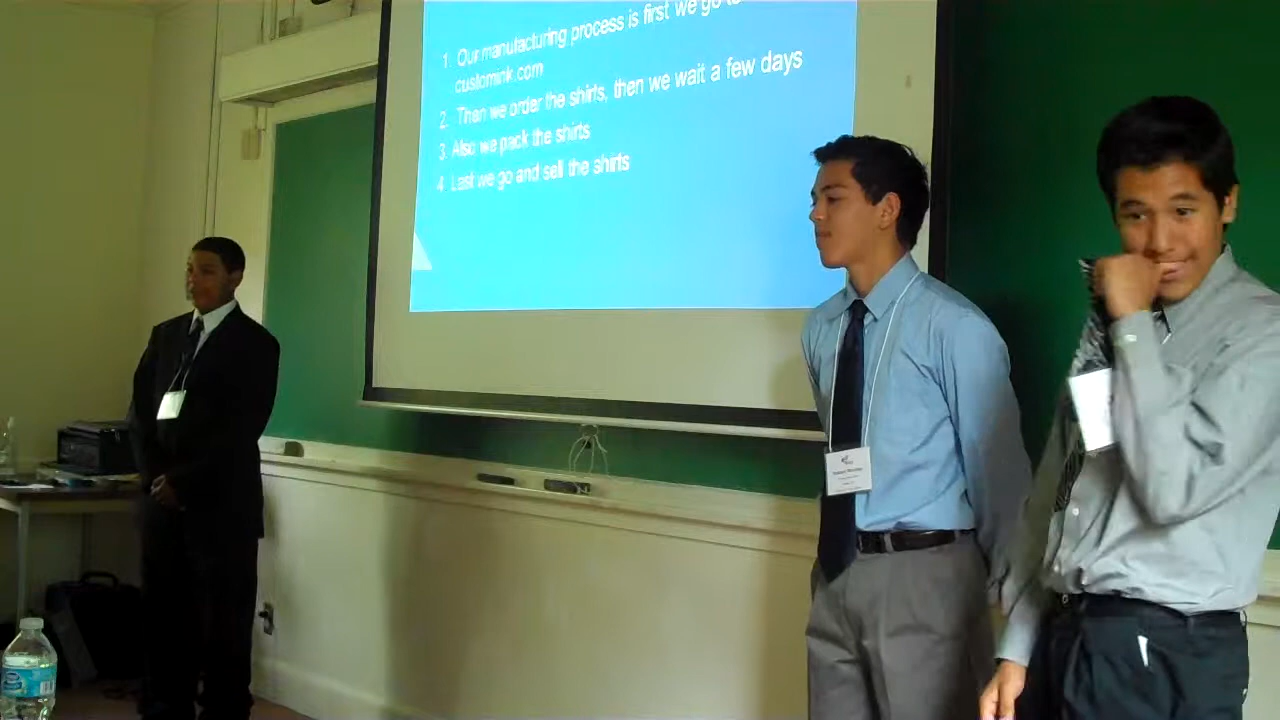 1. Our manufacturing process is first we go to
customink.com
2. Then we order the shirts, then we wait a few days
3. Also we pack the shirts
4. Last we go and sell the shirts